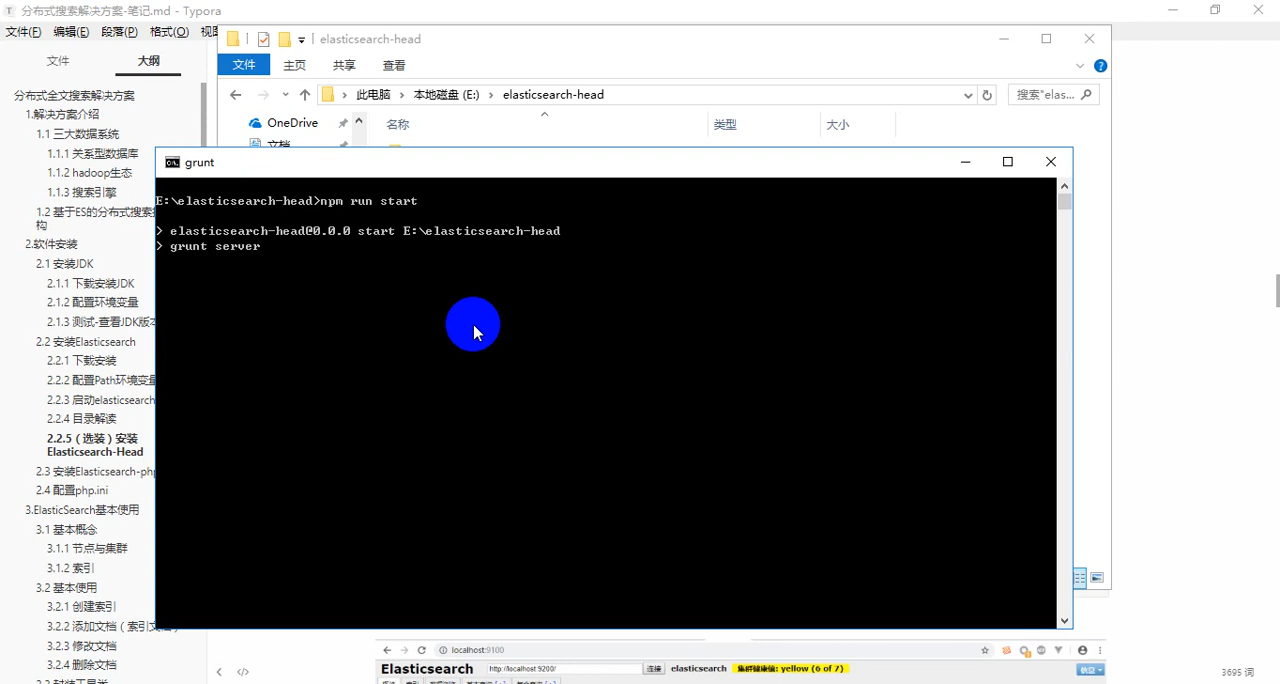 分布式搜索解决方案-笔记.md - Typora
文件(F) 编辑(E) 段落(P) 格式(O) 视图
文件 大纲
分布式全文搜索解决方案
1.解决方案介绍
1.1 三大数据系统
1.1.1 关系型数据库
1.1.2 hadoop生态
1.1.3 搜索引擎
1.2 基于ES的分布式搜索
构
2.软件安装
2.1 安装JDK
2.1.1 下载安装JDK
2.1.2 配置环境变量
2.1.3 测试-查看JDK版本
2.2 安装Elasticsearch
2.2.1 下载安装
2.2.2 配置Path环境变量
2.2.3 启动elasticsearch
2.2.4 目录解读
2.2.5（选装）安装
Elasticsearch-Head
2.3 安装Elasticsearch-php
2.4 配置php.ini
3.ElasticSearch基本使用
3.1 基本概念
3.1.1 节点与集群
3.1.2 索引
3.2 基本使用
3.2.1 创建索引
3.2.2 添加文档（索引文档）
3.2.3 修改文档
3.2.4 删除文档
elasticsearch-head
文件 主页 共享 查看
此电脑 › 本地磁盘 (E:) › elasticsearch-head
搜索"elas...
OneDrive
名称 类型 大小
文档
grunt
E:\elasticsearch-head>npm run start
> elasticsearch-head@0.0.0 start E:\elasticsearch-head
> grunt server
localhost:9100
Elasticsearch http://localhost:9200/ 连接 elasticsearch 集群健康值: yellow (6 of 7)
3695 词